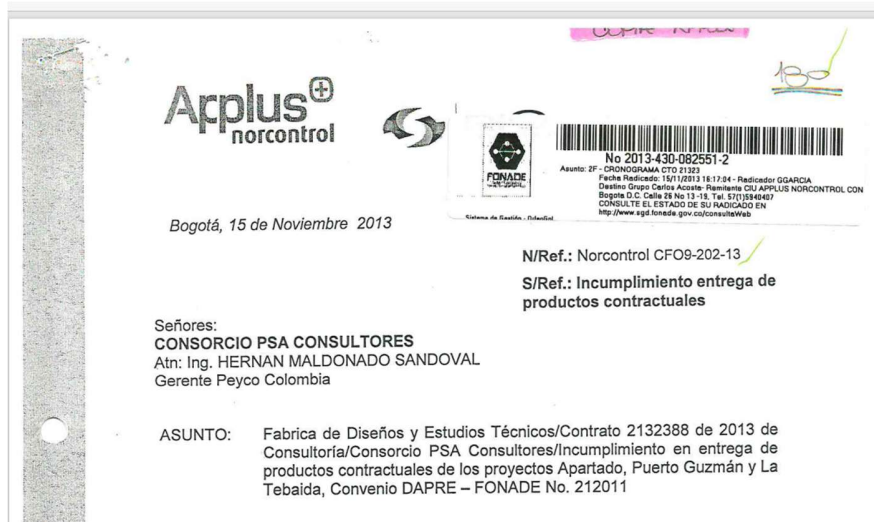 COPIA
180
Applus+
norcontrol
FONADE
No 2013-430-082551-2
Asunto: 2F - CRONOGRAMA CTO 21323
Fecha Radicado: 15/11/2013 16:17:04 - Radicador GGARCIA
Destino Grupo Carlos Acosta- Remitente CIU APPLUS NORCONTROL CON
Bogota D.C. Calle 26 No 13 -19, Tel. 57(1)5940407
CONSULTE EL ESTADO DE SU RADICADO EN
http://www.sgd.fonade.gov.co/consultaWeb
Sistema de Gestión
Bogotá, 15 de Noviembre 2013
N/Ref.: Norcontrol CFO9-202-13
S/Ref.: Incumplimiento entrega de
productos contractuales
Señores:
CONSORCIO PSA CONSULTORES
Atn: Ing. HERNAN MALDONADO SANDOVAL
Gerente Peyco Colombia
ASUNTO: Fabrica de Diseños y Estudios Técnicos/Contrato 2132388 de 2013 de
Consultoría/Consorcio PSA Consultores/Incumplimiento en entrega de
productos contractuales de los proyectos Apartado, Puerto Guzmán y La
Tebaida, Convenio DAPRE – FONADE No. 212011